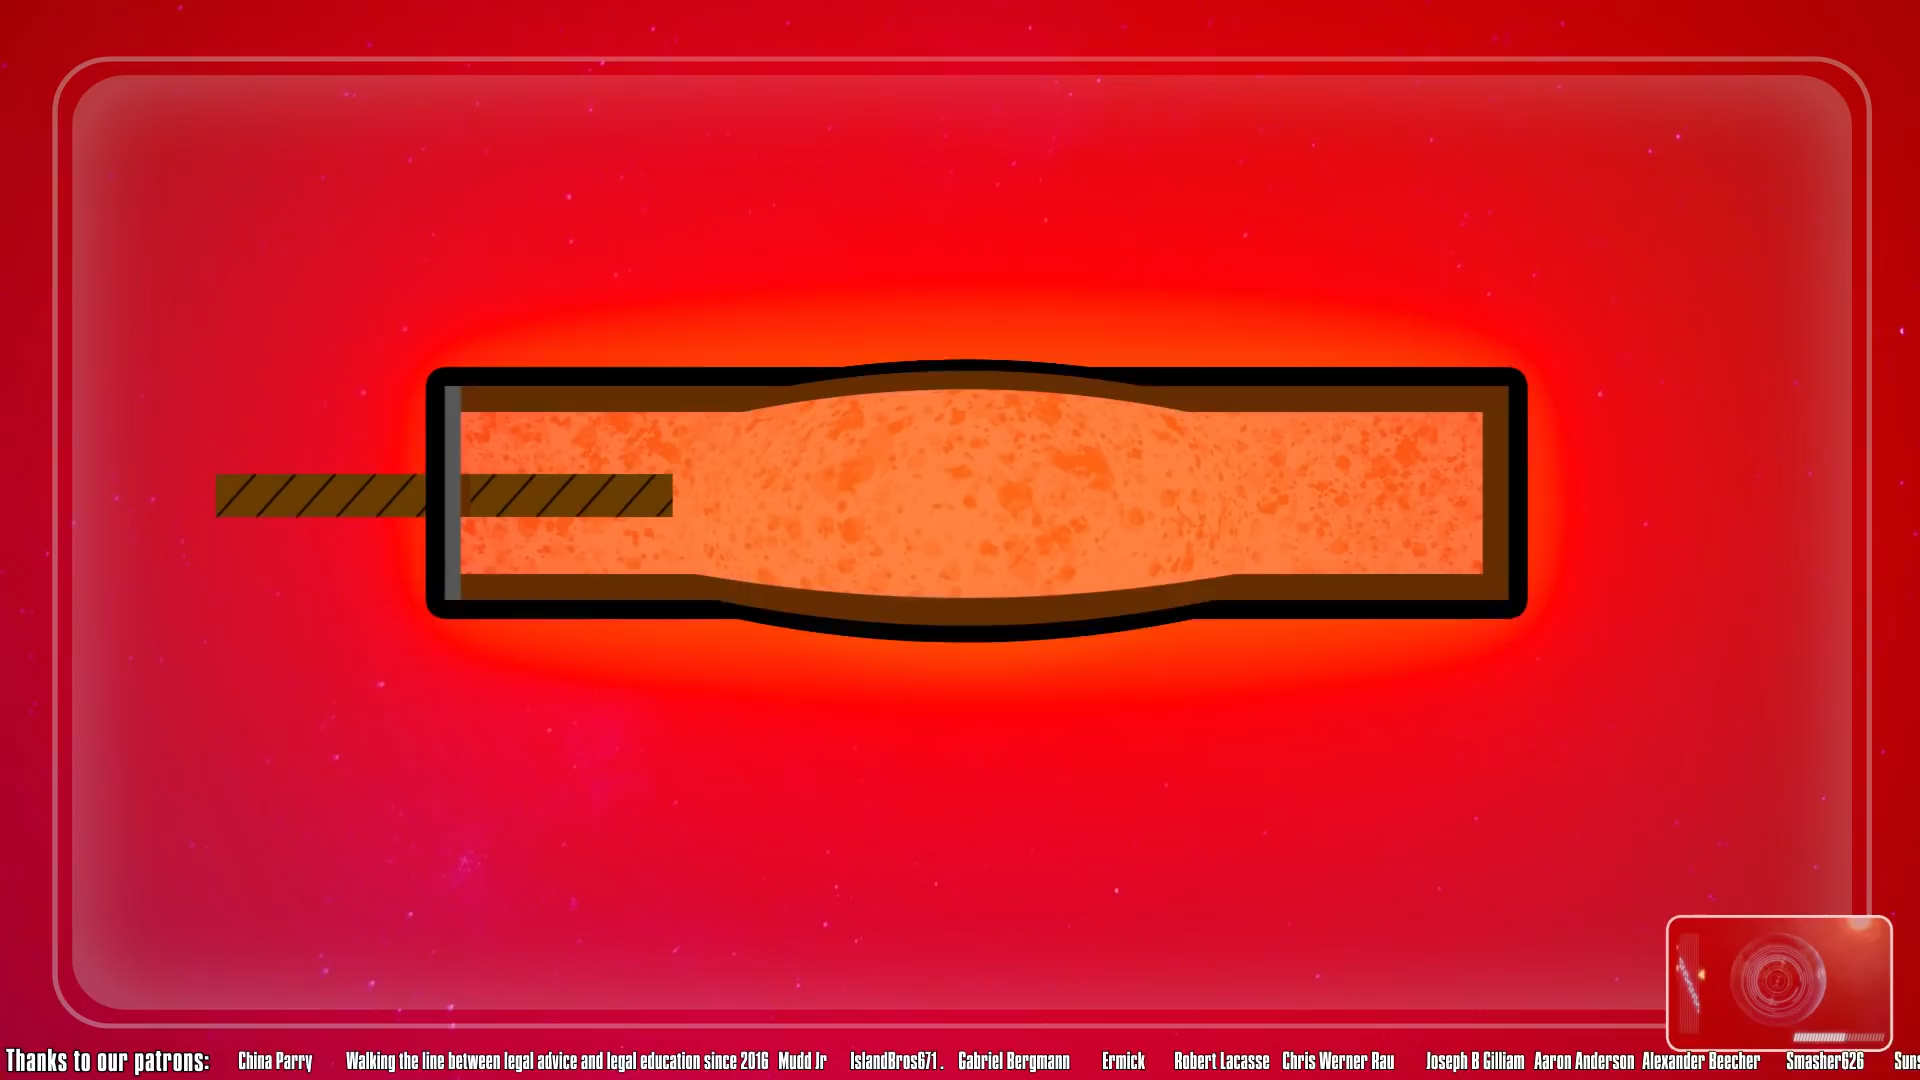 Thanks to our patrons: China Parry Walking the line between legal advice and legal education since 2016 Mudd Jr IslandBros671. Gabriel Bergmann Ermick Robert Lacasse Chris Werner Rau Joseph B Gilliam Aaron Anderson Alexander Beecher Smasher626